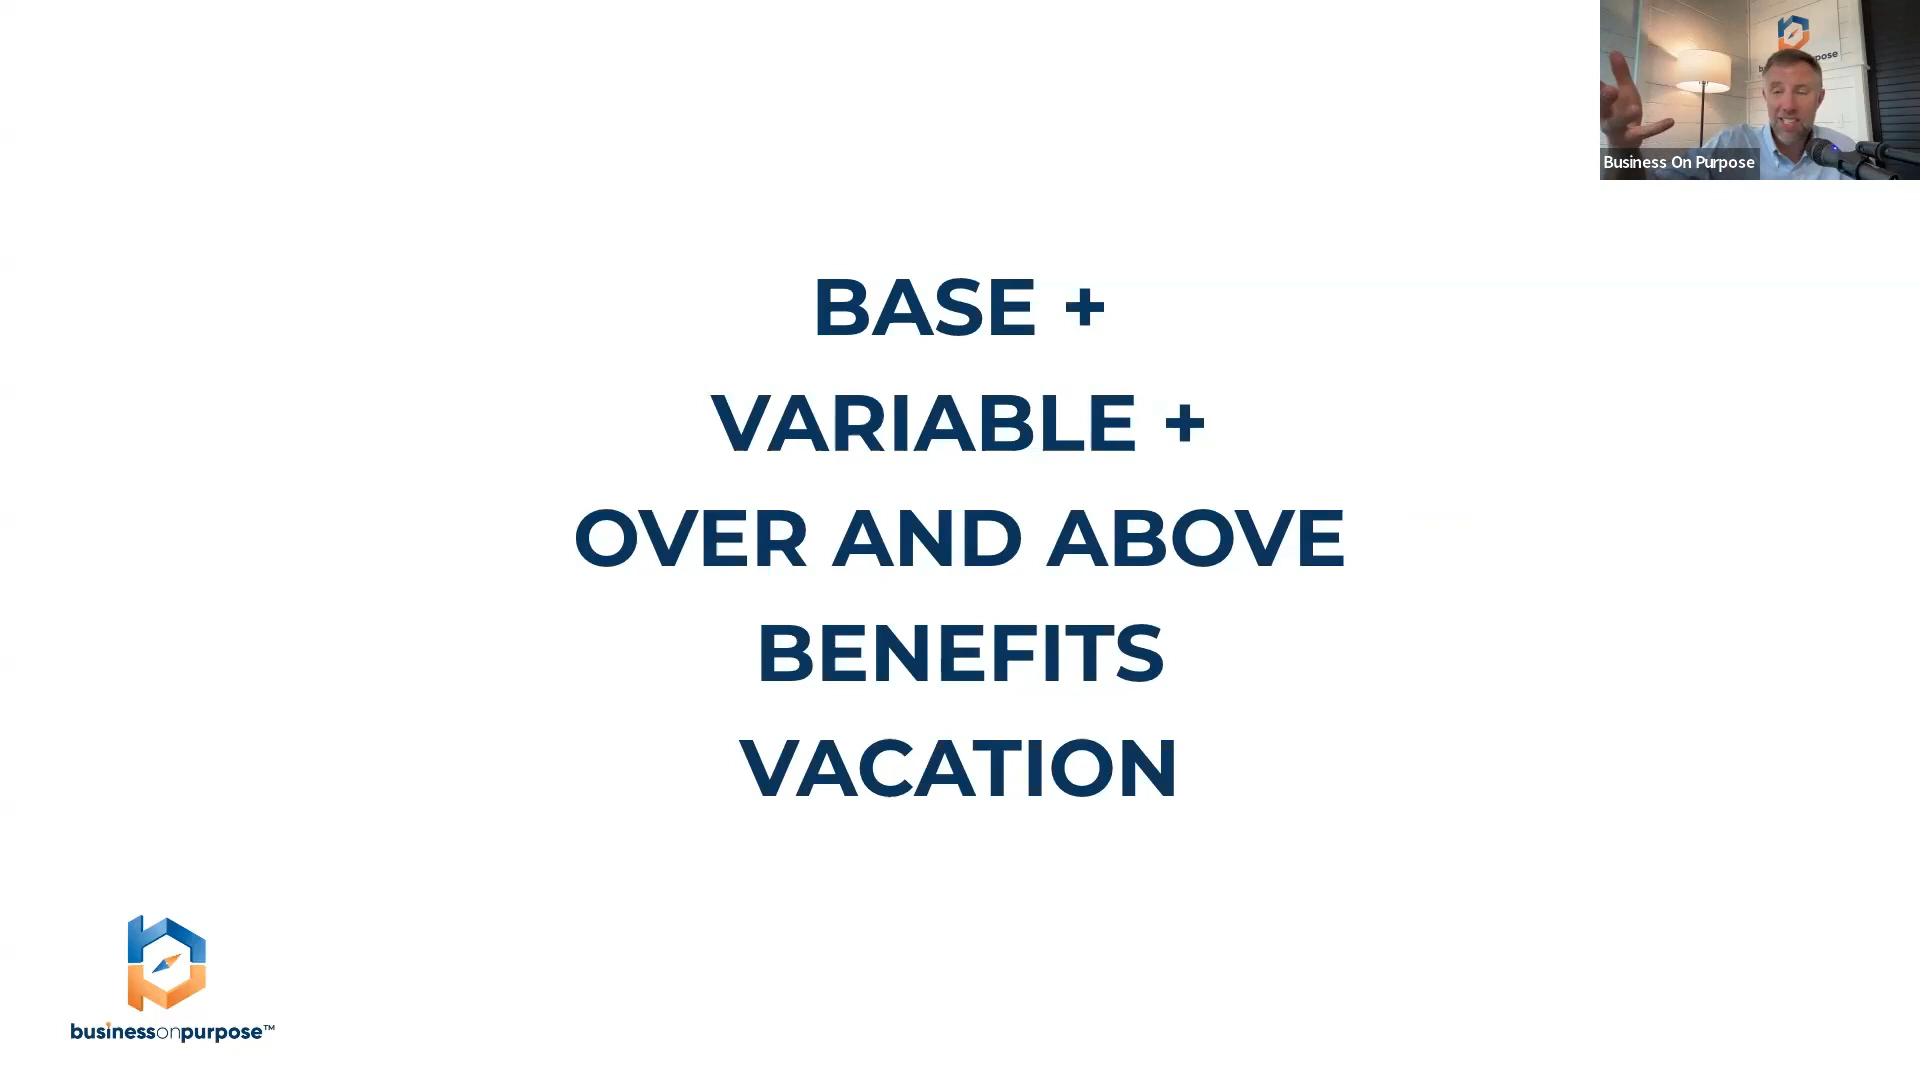 Business On Purpose
BASE +
VARIABLE +
OVER AND ABOVE
BENEFITS
VACATION
businessonpurpose™